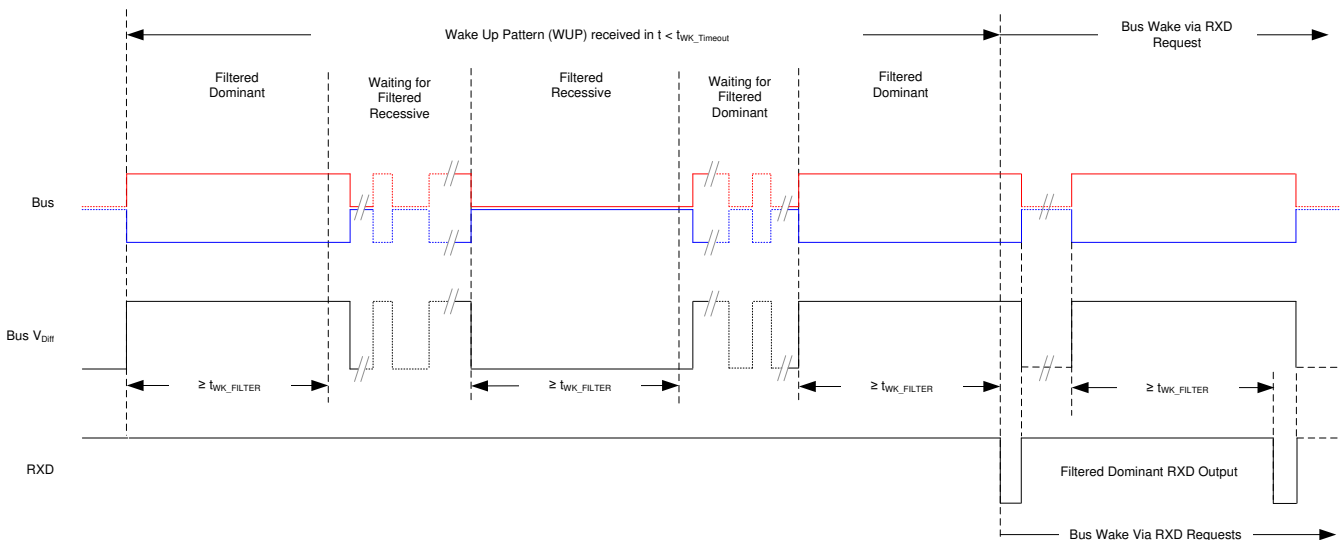 Wake Up Pattern (WUP) received in t < tWK_Timeout
Bus Wake via RXD
Request
Filtered
Dominant
Waiting for
Filtered
Recessive
Filtered
Recessive
Waiting for
Filtered
Dominant
Filtered
Dominant
Bus
Bus VDiff
≥ tWK_FILTER
≥ tWK_FILTER
≥ tWK_FILTER
≥ tWK_FILTER
RXD
Filtered Dominant RXD Output
Bus Wake Via RXD Requests